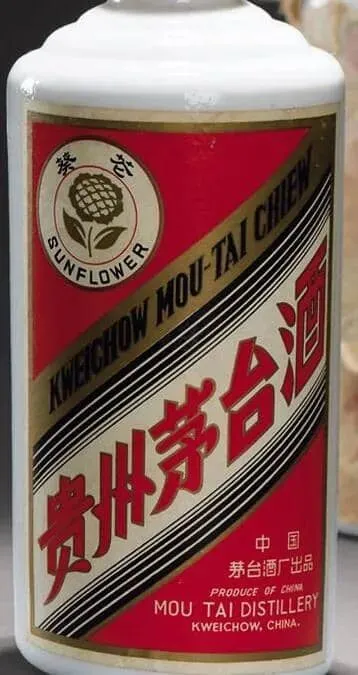 葵花
SUNFLOWER
KWEICHOW MOU-TAI CHIEW
贵州茅台酒
中国
茅台酒厂出品
PRODUCE OF CHINA
MOU TAI DISTILLERY
KWEICHOW, CHINA.